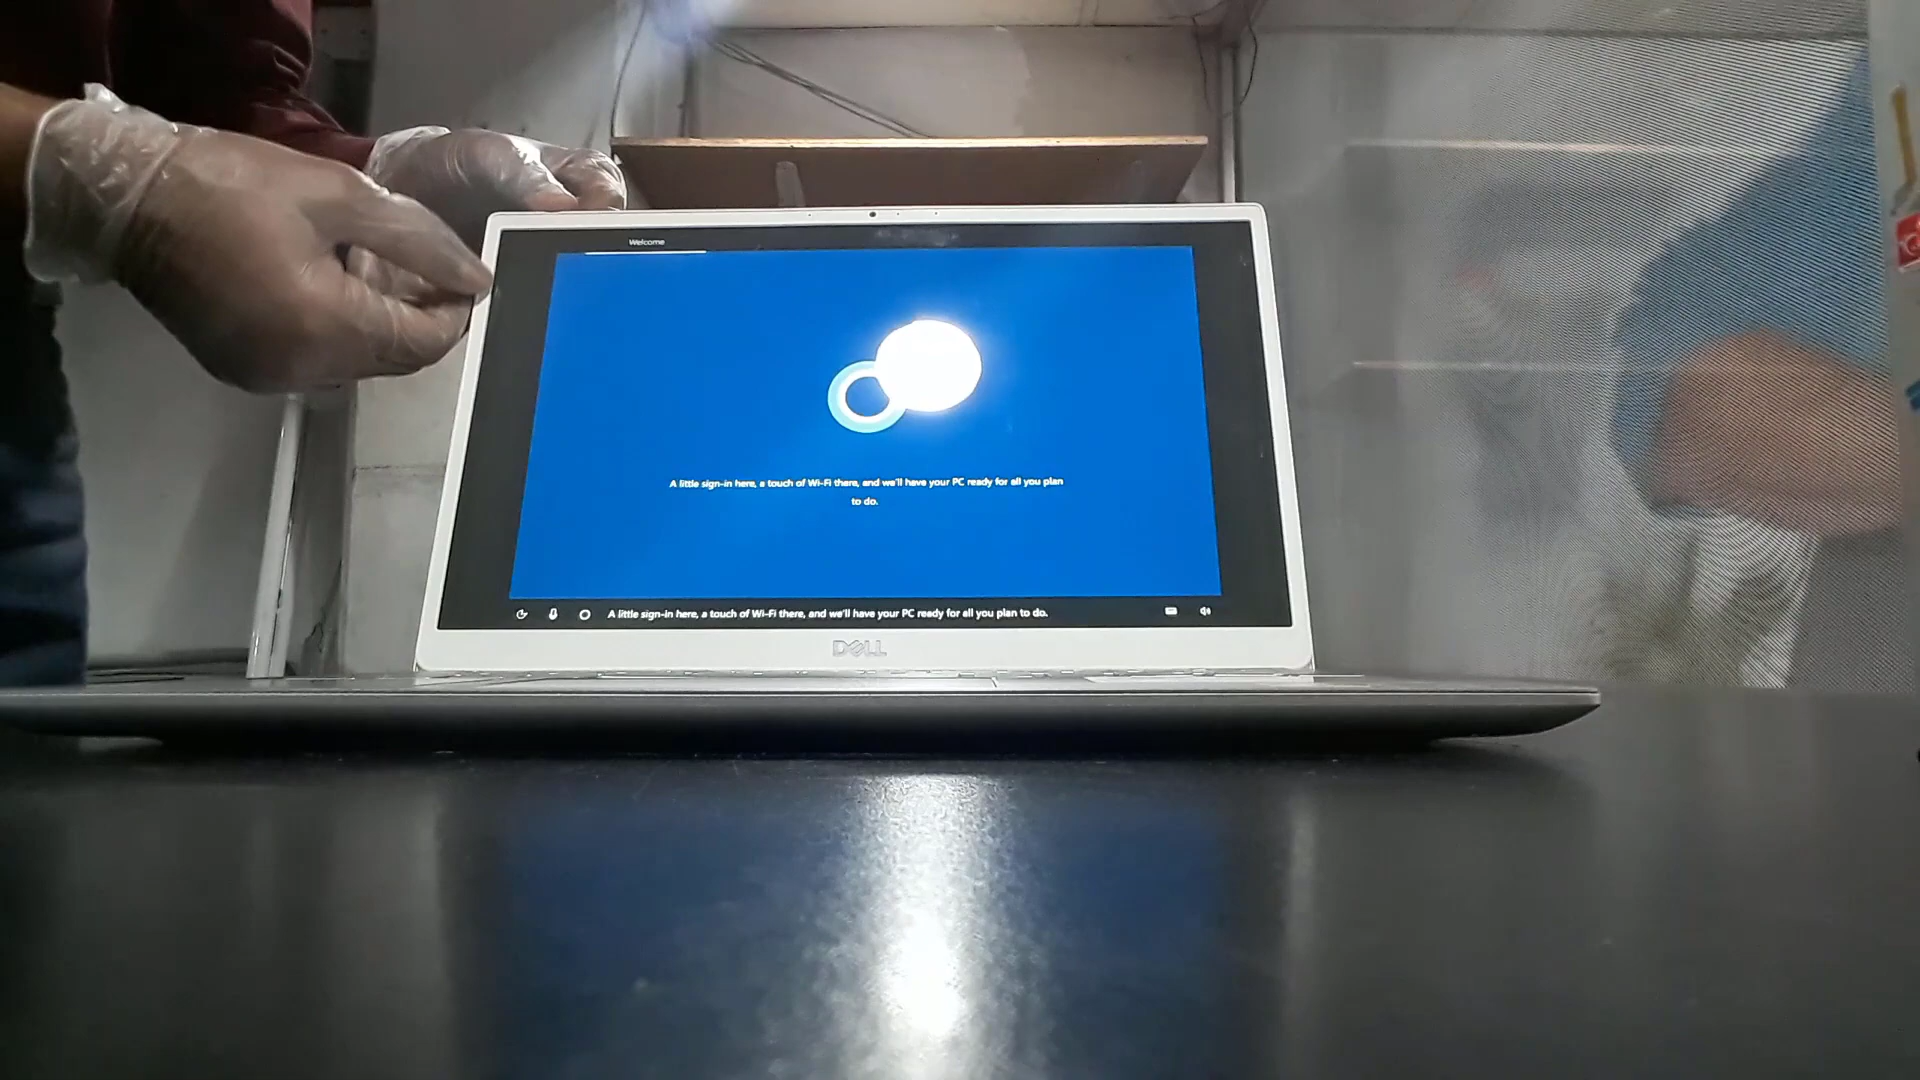 Welcome
A little sign-in here, a touch of Wi-Fi there, and we'll have your PC ready for all you plan
to do.
A little sign-in here, a touch of Wi-Fi there, and we'll have your PC ready for all you plan to do.
DELL